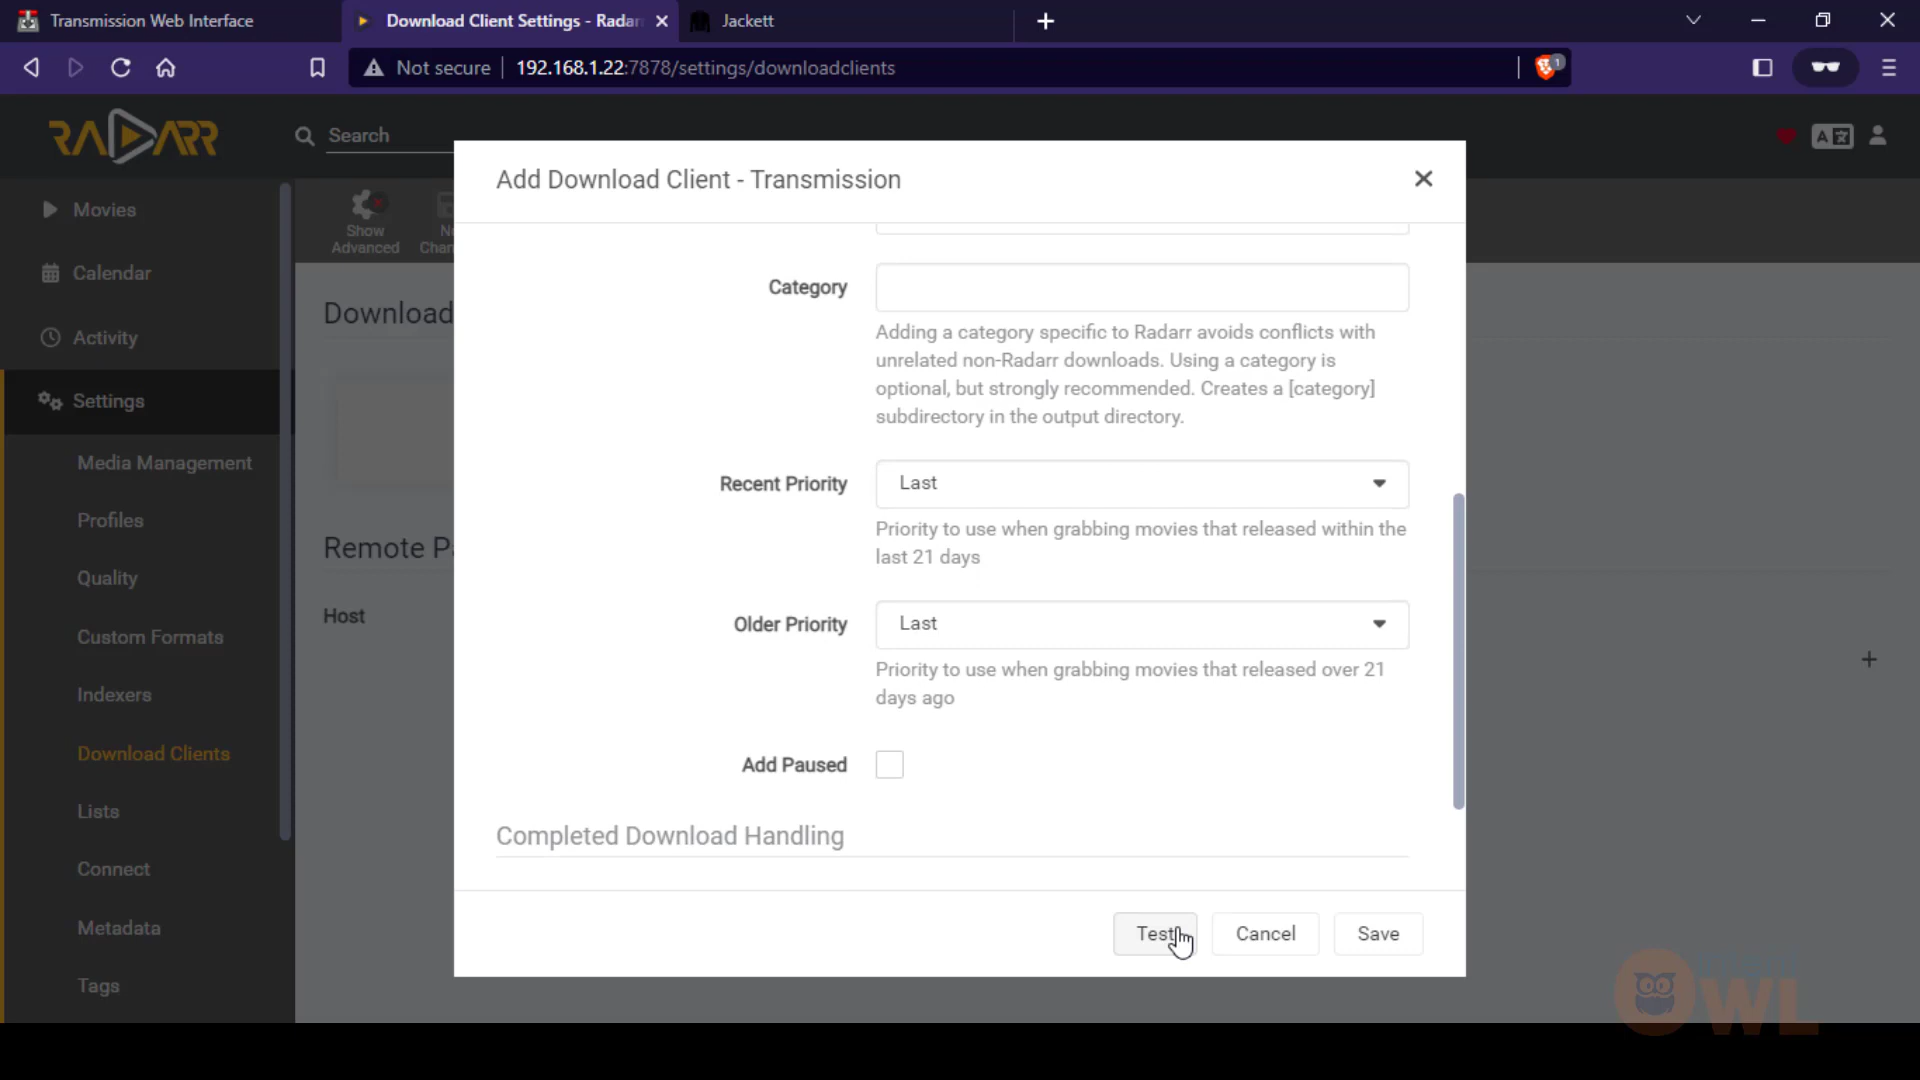 Transmission Web Interface
Download Client Settings - Radar
Jackett
Not secure
192.168.1.22:7878/settings/downloadclients
1
RADARR
Search
Add Download Client - Transmission
Movies
Calendar
Activity
Settings
Media Management
Profiles
Quality
Custom Formats
Indexers
Download Clients
Lists
Connect
Metadata
Tags
Show
Advanced
Download
Remote P
Host
Category
Adding a category specific to Radarr avoids conflicts with
unrelated non-Radarr downloads. Using a category is
optional, but strongly recommended. Creates a [category]
subdirectory in the output directory.
Recent Priority
Last
Priority to use when grabbing movies that released within the
last 21 days
Older Priority
Last
Priority to use when grabbing movies that released over 21
days ago
Add Paused
Completed Download Handling
Test
Cancel
Save
OWL